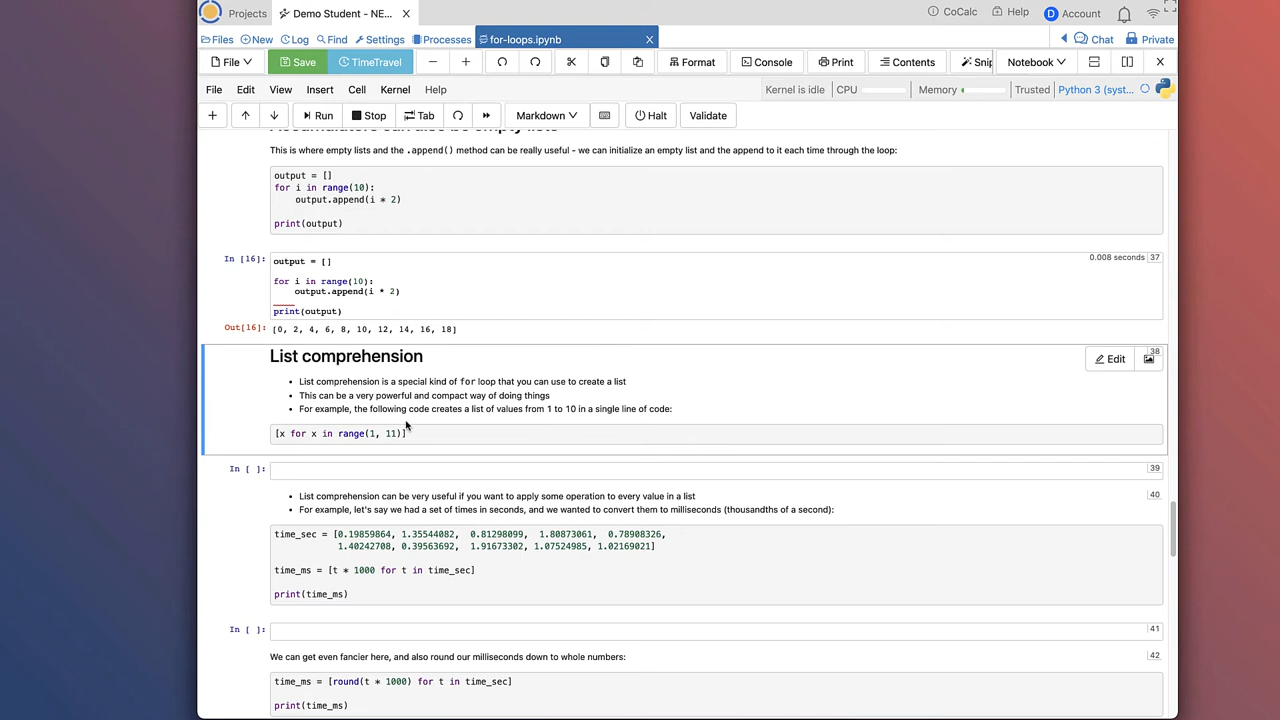 Projects
Demo Student - NE...
CoCalc
Help
Account
Files
New
Log
Find
Settings
Processes
for-loops.ipynb
Chat
Private
File
Save
TimeTravel
Format
Console
Print
Contents
Snip
Notebook
File
Edit
View
Insert
Cell
Kernel
Help
Kernel is idle
CPU
Memory
Trusted
Python 3 (syst...
Run
Stop
Tab
Markdown
Halt
Validate
Accumulators can also be empty lists
This is where empty lists and the .append() method can be really useful - we can initialize an empty list and the append to it each time through the loop:
output = []
for i in range(10):
output.append(i * 2)
print(output)
In [16]:
output = []
0.008 seconds
37
for i in range(10):
output.append(i * 2)
print(output)
Out[16]:
[0, 2, 4, 6, 8, 10, 12, 14, 16, 18]
List comprehension
Edit
38
• List comprehension is a special kind of for loop that you can use to create a list
• This can be a very powerful and compact way of doing things
• For example, the following code creates a list of values from 1 to 10 in a single line of code:
[x for x in range(1, 11)]
In [ ]:
39
• List comprehension can be very useful if you want to apply some operation to every value in a list
40
• For example, let's say we had a set of times in seconds, and we wanted to convert them to milliseconds (thousandths of a second):
time_sec = [0.19859864, 1.35544082, 0.81298099, 1.80873061, 0.78908326,
1.40242708, 0.39563692, 1.91673302, 1.07524985, 1.02169021]
time_ms = [t * 1000 for t in time_sec]
print(time_ms)
In [ ]:
41
We can get even fancier here, and also round our milliseconds down to whole numbers:
42
time_ms = [round(t * 1000) for t in time_sec]
print(time_ms)